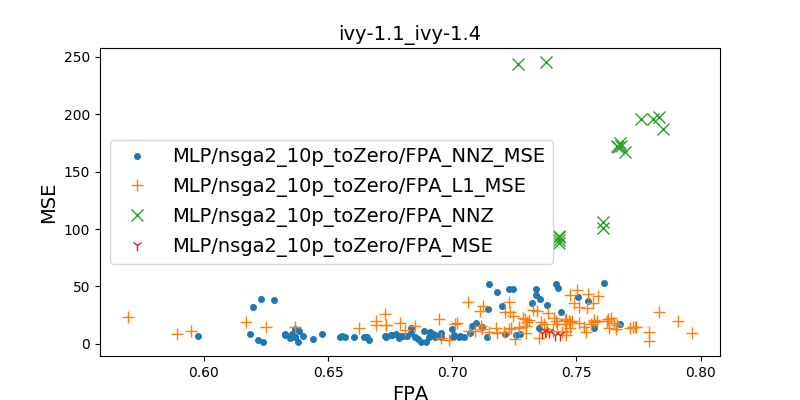 ivy-1.1_ivy-1.4
MSE
250
200
150
100
50
0
MLP/nsga2_10p_toZero/FPA_NNZ_MSE
MLP/nsga2_10p_toZero/FPA_L1_MSE
MLP/nsga2_10p_toZero/FPA_NNZ
MLP/nsga2_10p_toZero/FPA_MSE
0.60 0.65 0.70 0.75 0.80
FPA